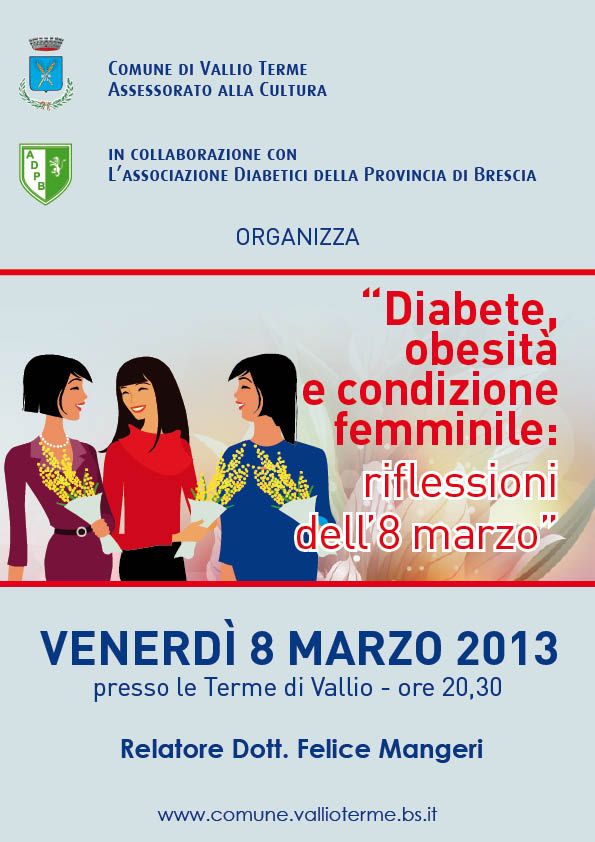 COMUNE DI VALLIO TERME
ASSESSORATO ALLA CULTURA
A D P B
IN COLLABORAZIONE CON
L'ASSOCIAZIONE DIABETICI DELLA PROVINCIA DI BRESCIA
ORGANIZZA
“Diabete,
obesità
e condizione
femminile:
riflessioni
dell'8 marzo”
VENERDÌ 8 MARZO 2013
presso le Terme di Vallio - ore 20,30
Relatore Dott. Felice Mangeri
www.comune.vallioterme.bs.it